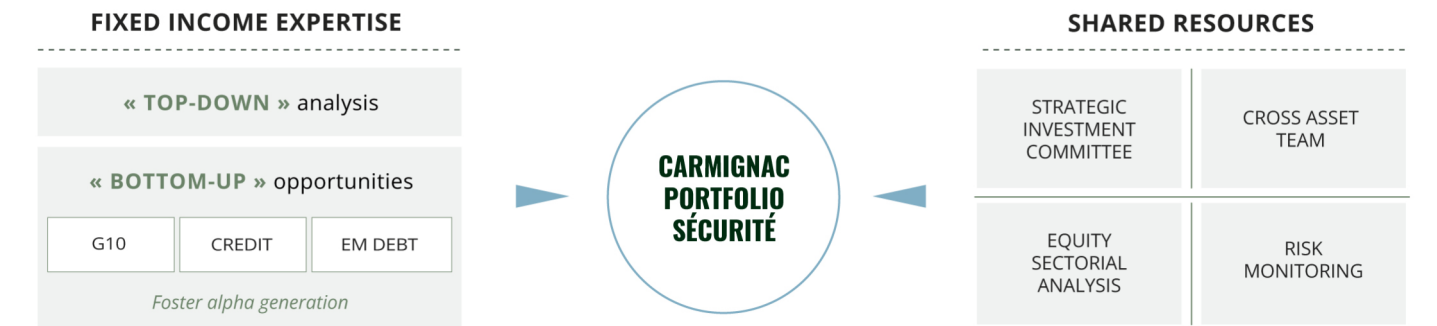 FIXED INCOME EXPERTISE
« TOP-DOWN » analysis
« BOTTOM-UP » opportunities
G10
CREDIT
EM DEBT
Foster alpha generation
CARMIGNAC
PORTFOLIO
SÉCURITÉ
SHARED RESOURCES
STRATEGIC
INVESTMENT
COMMITTEE
CROSS ASSET
TEAM
EQUITY
SECTORIAL
ANALYSIS
RISK
MONITORING